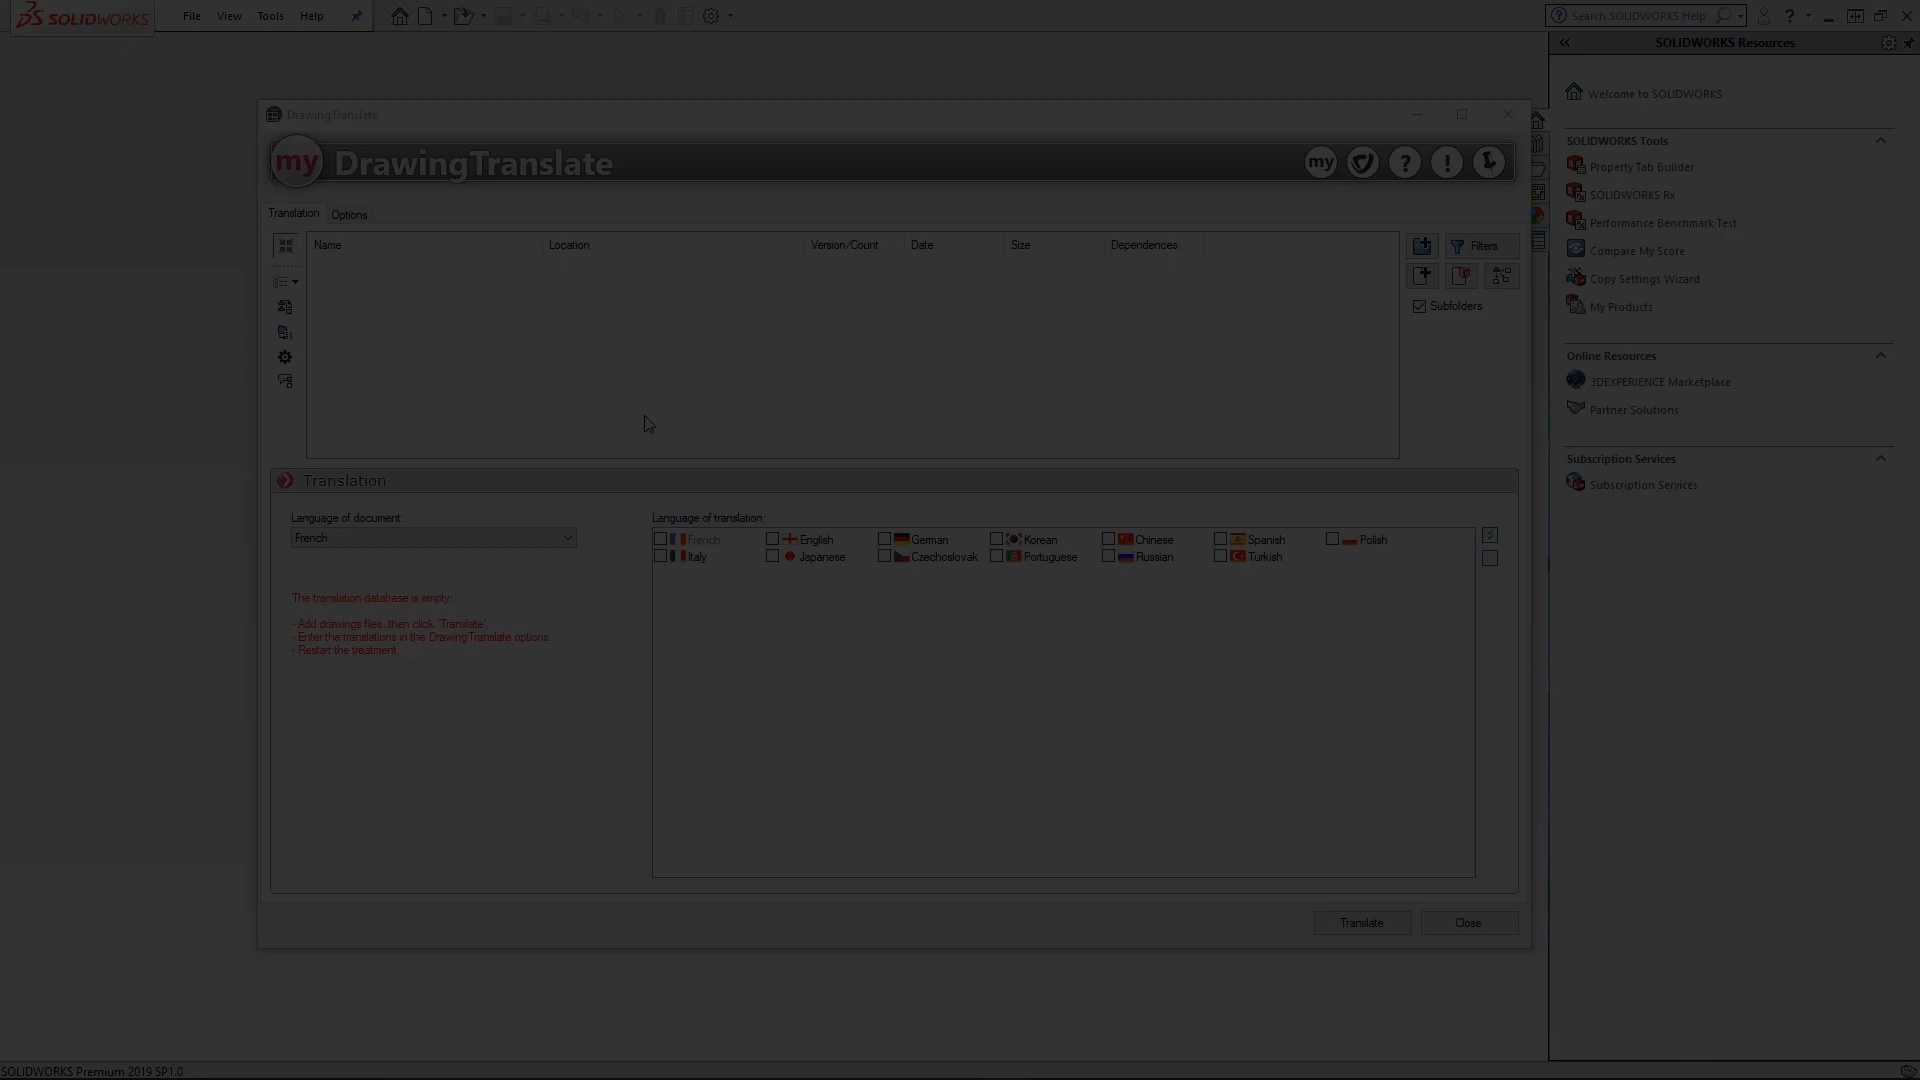 SOLIDWORKS
File View Tools Help
Search SOLIDWORKS Help
SOLIDWORKS Resources
Welcome to SOLIDWORKS
SOLIDWORKS Tools
Property Tab Builder
SOLIDWORKS Rx
Performance Benchmark Test
Compare My Score
Copy Settings Wizard
My Products
Online Resources
3DEXPERIENCE Marketplace
Partner Solutions
Subscription Services
Subscription Services
DrawingTranslate
my DrawingTranslate
my
Translation Options
Name Location Version/Count Date Size Dependences
Filters
Subfolders
Translation
Language of document:
French
The translation database is empty:
- Add drawings files, then click 'Translate'.
- Enter the translations in the DrawingTranslate options.
- Restart the treatment.
Language of translation:
French English German Korean Chinese Spanish Polish
Italy Japanese Czechoslovak Portuguese Russian Turkish
Translate Close
SOLIDWORKS Premium 2019 SP1.0